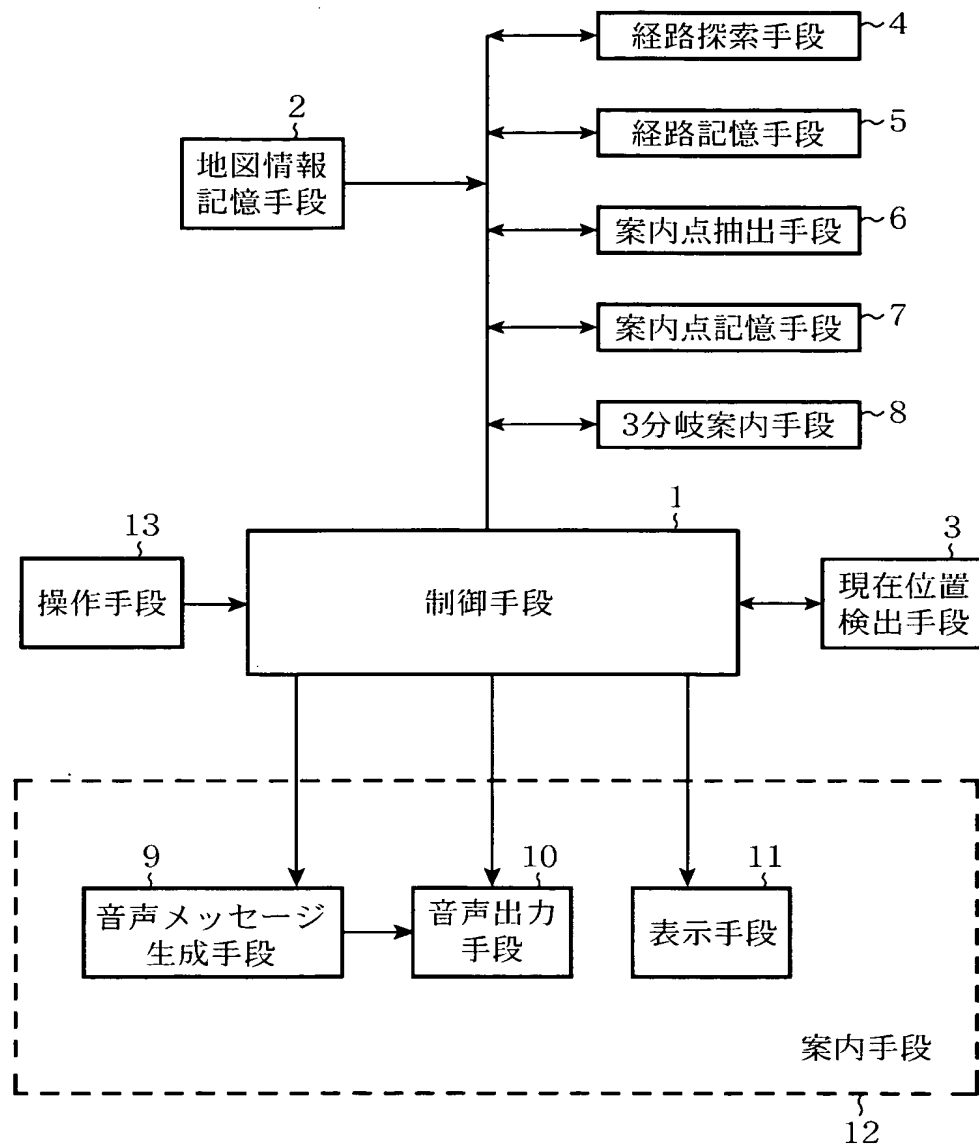 経路探索手段
4
2
経路記憶手段
5
地図情報
記憶手段
案内点抽出手段
6
案内点記憶手段
7
3分岐案内手段
8
1
13
3
操作手段
制御手段
現在位置
検出手段
9
10
11
音声メッセージ
生成手段
音声出力
手段
表示手段
案内手段
12